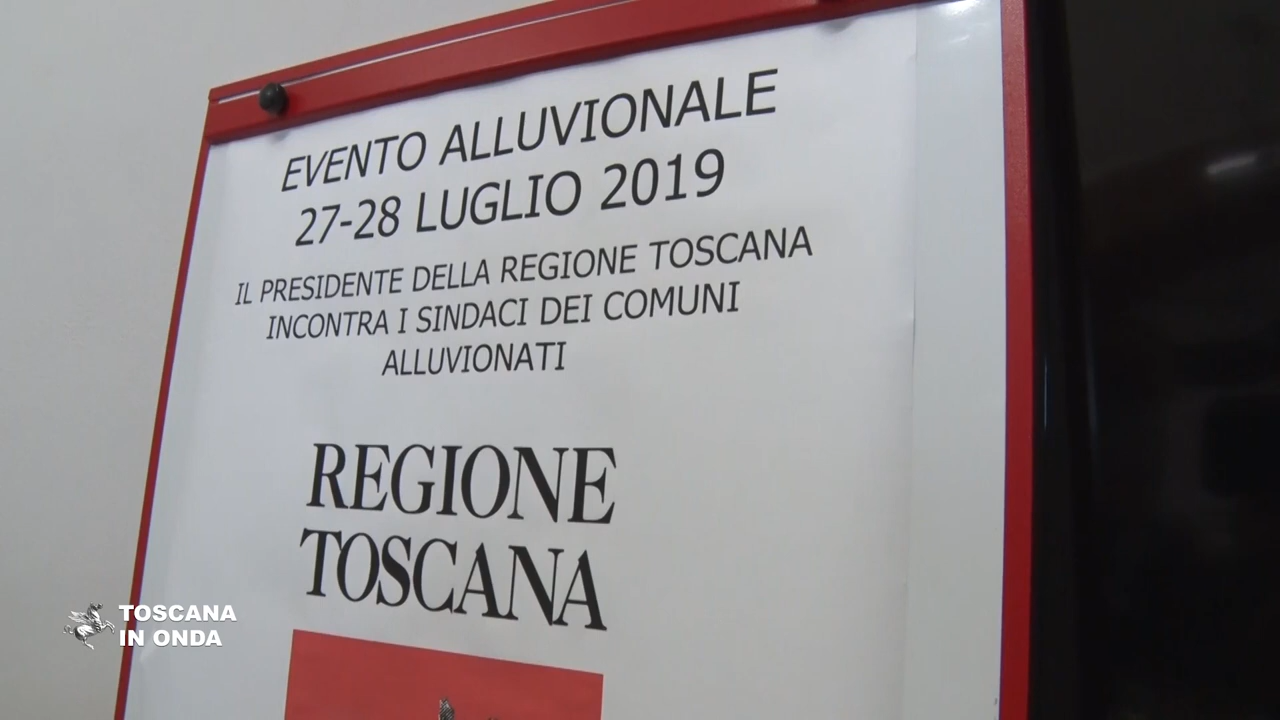 EVENTO ALLUVIONALE
27-28 LUGLIO 2019
IL PRESIDENTE DELLA REGIONE TOSCANA
INCONTRA I SINDACI DEI COMUNI
ALLUVIONATI
REGIONE
TOSCANA
TOSCANA
IN ONDA